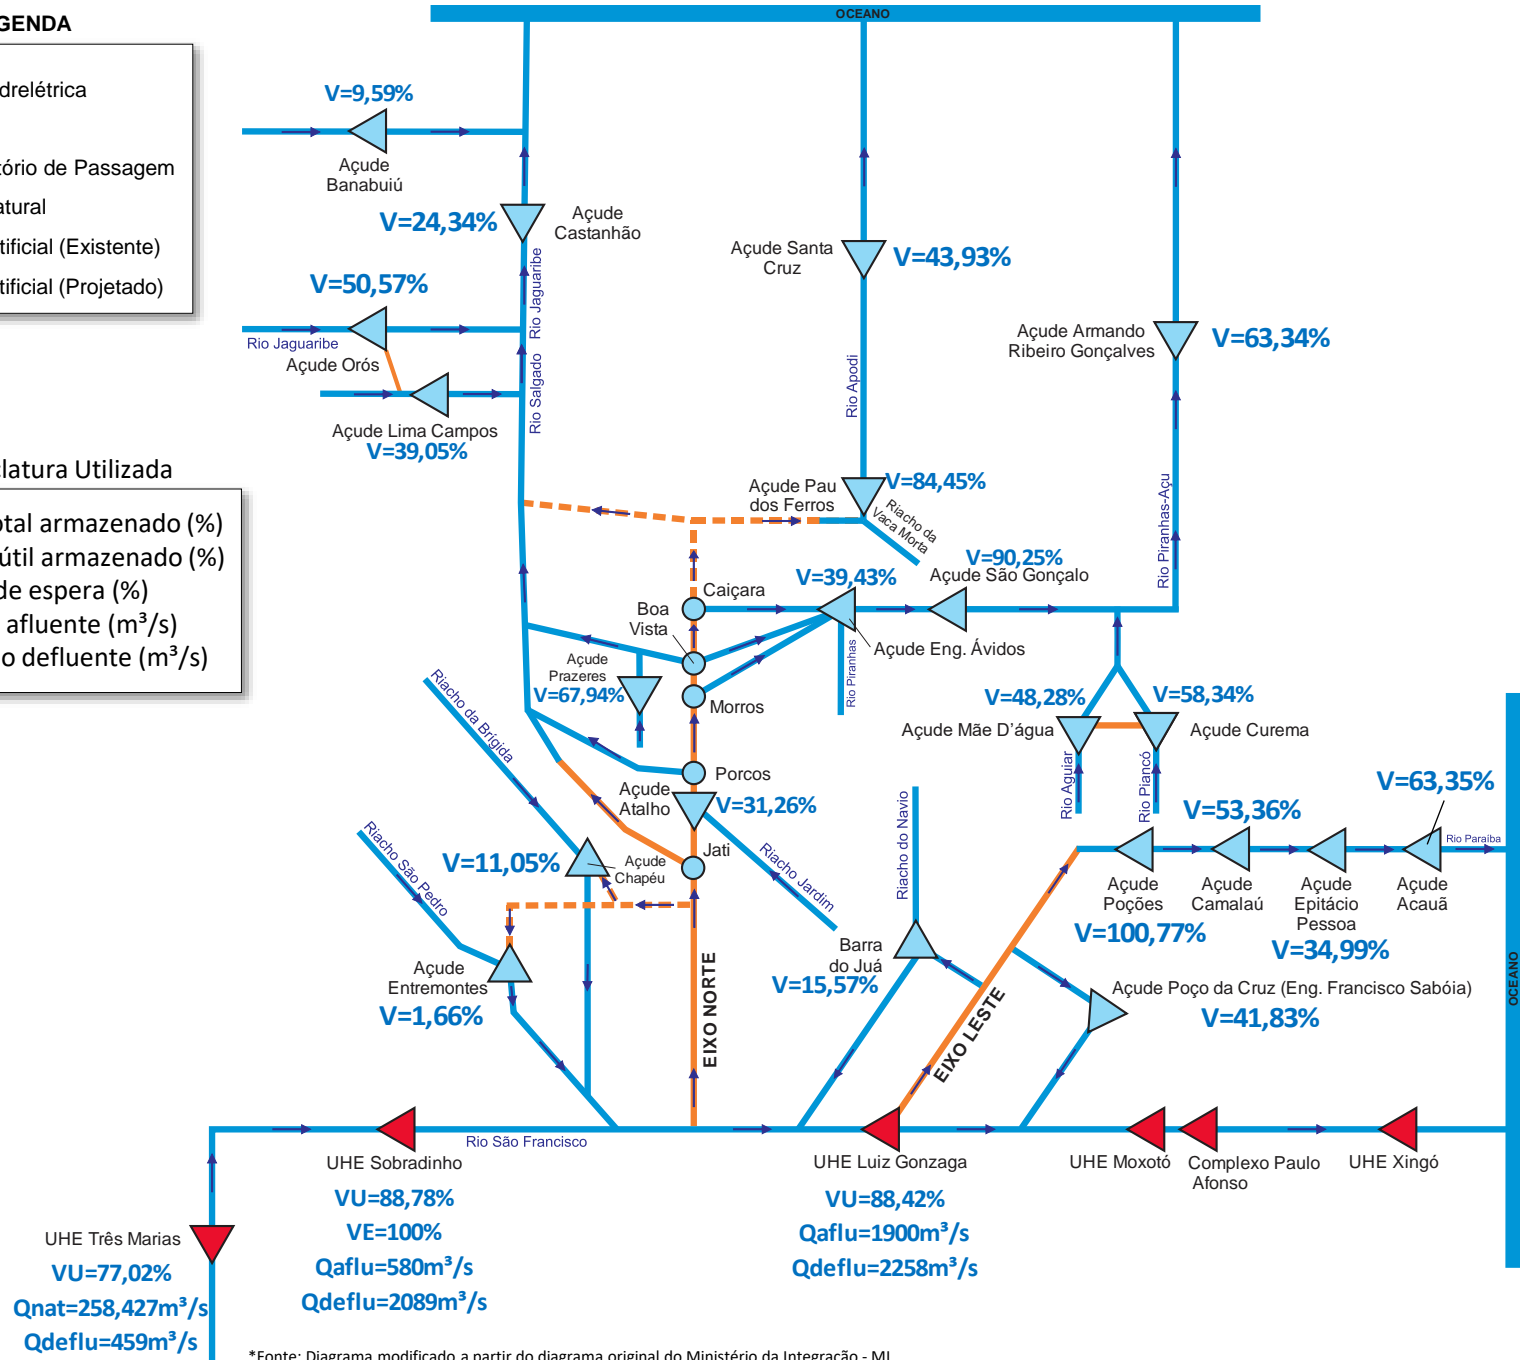 OCEANO
GENDA
drelétrica
tório de Passagem
atural
tificial (Existente)
tificial (Projetado)
V=9,59%
Açude
Banabuiú
V=24,34%
Açude
Castanhão
Rio Jaguaribe
V=50,57%
Rio Jaguaribe
Açude Orós
Rio Salgado
Açude Lima Campos
V=39,05%
Açude Santa
Cruz
V=43,93%
Rio Apodi
Açude Armando
Ribeiro Gonçalves
V=63,34%
Rio Piranhas-Açu
clatura Utilizada
otal armazenado (%)
útil armazenado (%)
de espera (%)
afluente (m³/s)
o defluente (m³/s)
Açude Pau
dos Ferros
V=84,45%
Riacho da
Vaca Morta
V=90,25%
Açude São Gonçalo
V=39,43%
Açude Eng. Ávidos
Rio Piranhas
Caiçara
Boa
Vista
Açude
Prazeres
V=67,94%
Morros
Porcos
Açude
Atalho
V=31,26%
Jati
Riacho Jardim
Riacho da Brígida
Riacho São Pedro
V=11,05%
Açude
Chapéu
Açude
Entremontes
V=1,66%
EIXO NORTE
V=48,28%
Açude Mãe D'água
Rio Aguiar
V=58,34%
Açude Curema
Rio Piancó
V=63,35%
V=53,36%
Rio Paraíba
Açude
Poções
V=100,77%
Açude
Camalaú
Açude
Epitácio
Pessoa
V=34,99%
Açude
Acauã
Riacho do Navio
Barra
do Juá
V=15,57%
EIXO LESTE
Açude Poço da Cruz (Eng. Francisco Sabóia)
V=41,83%
OCEANO
Rio São Francisco
UHE Sobradinho
VU=88,78%
VE=100%
Qaflu=580m³/s
Qdeflu=2089m³/s
UHE Luiz Gonzaga
VU=88,42%
Qaflu=1900m³/s
Qdeflu=2258m³/s
UHE Moxotó
Complexo Paulo
Afonso
UHE Xingó
UHE Três Marias
VU=77,02%
Qnat=258,427m³/s
Qdeflu=459m³/s
*Fonte: Diagrama modificado a partir do diagrama original do Ministério da Integração - MI